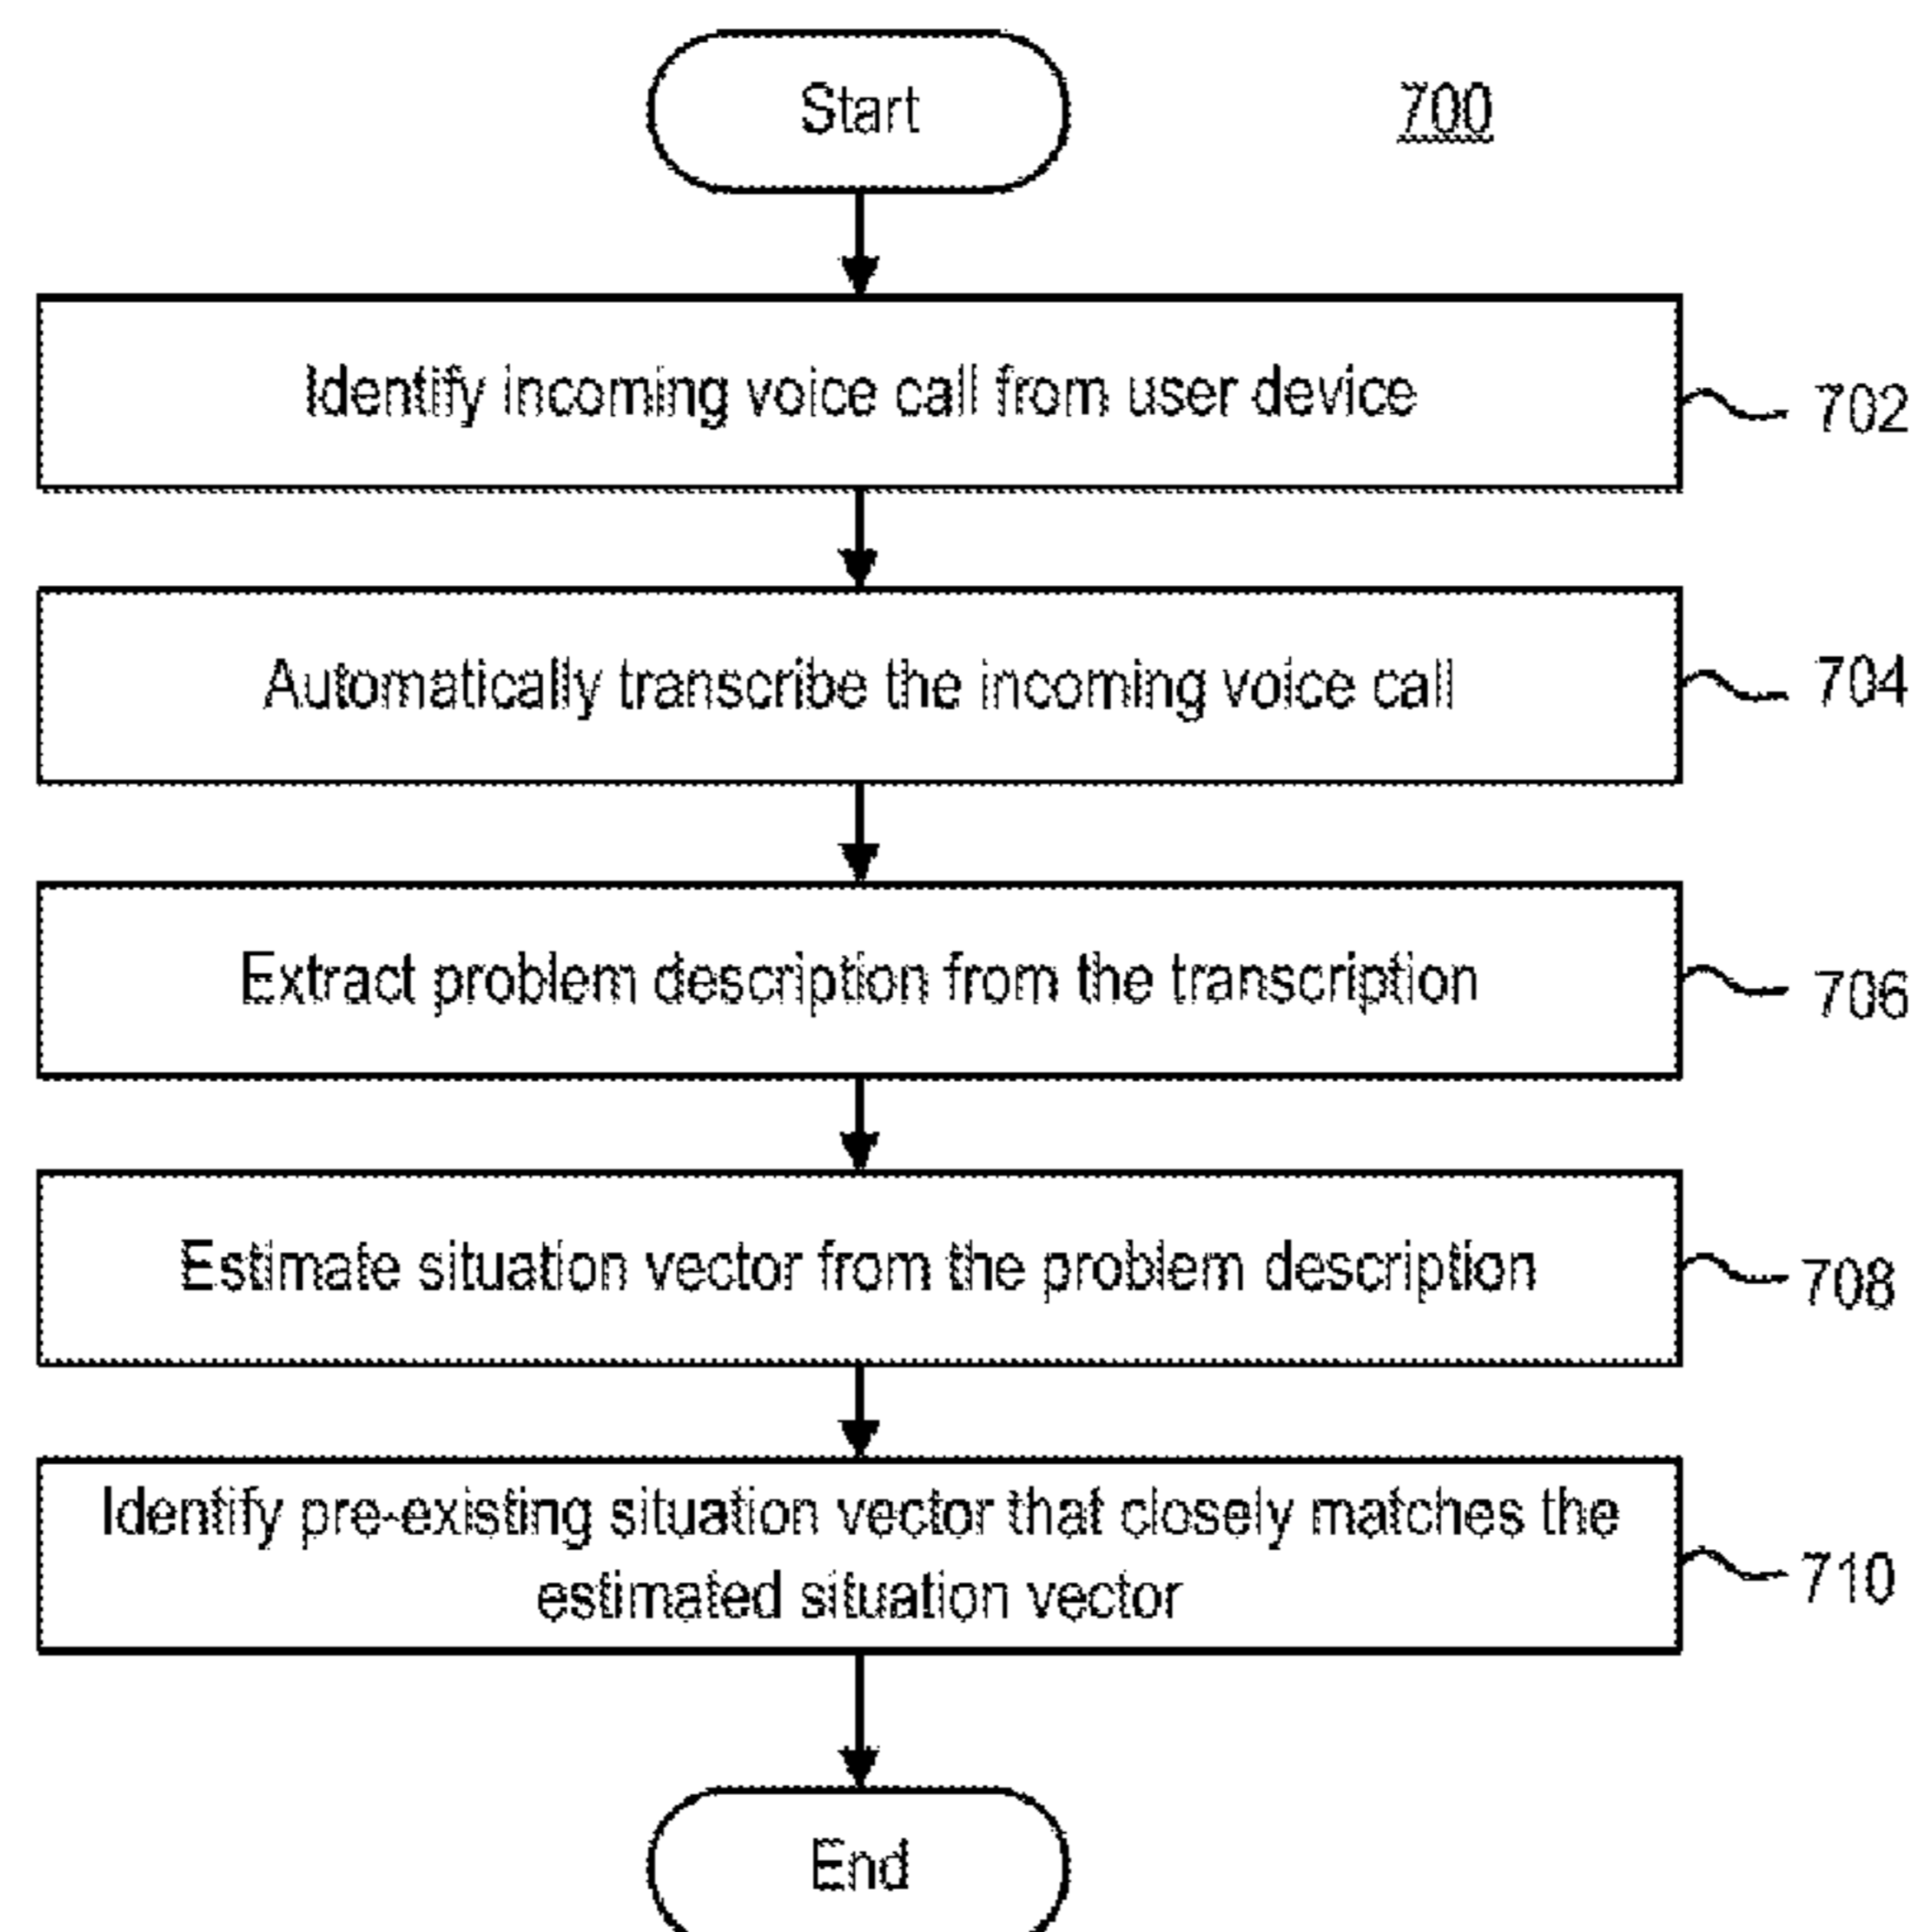 Start
700
Identify incoming voice call from user device
702
Automatically transcribe the incoming voice call
704
Extract problem description from the transcription
706
Estimate situation vector from the problem description
708
Identify pre-existing situation vector that closely matches the
estimated situation vector
710
End